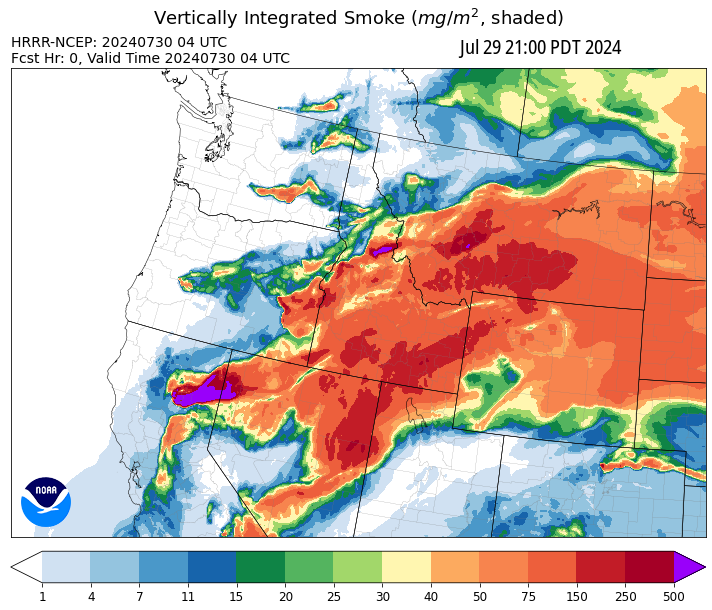 Vertically Integrated Smoke (mg/m², shaded)
HRRR-NCEP: 20240730 04 UTC
Jul 29 21:00 PDT 2024
Fcst Hr: 0, Valid Time 20240730 04 UTC
NOAA
1 4 7 11 15 20 25 30 40 50 75 150 250 500